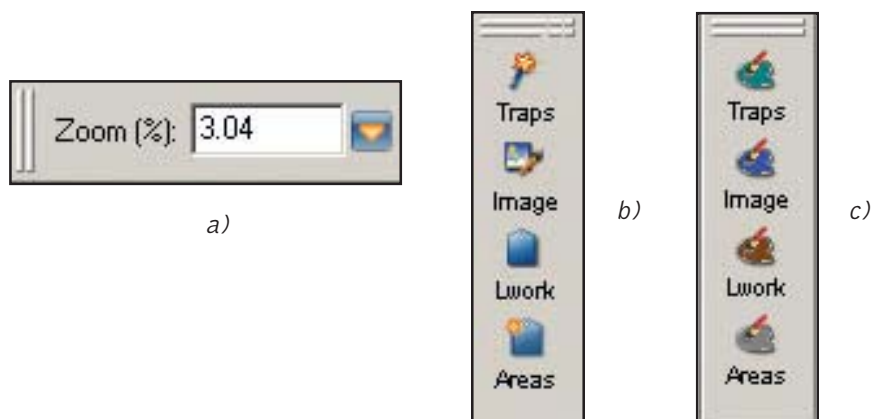 Zoom (%): 3.04
a)
Traps
Image
Lwork
Areas
b)
Traps
Image
Lwork
Areas
c)